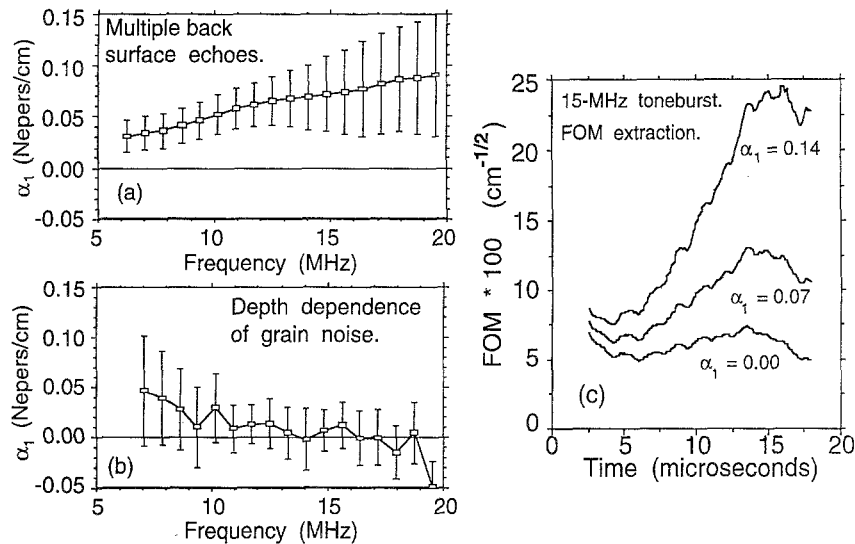 0.15
0.10
0.05
0.00
-0.05
α1 (Nepers/cm)
Multiple back
surface echoes.
(a)
5
10
15
20
Frequency (MHz)
0.15
0.10
0.05
0.00
-0.05
α1 (Nepers/cm)
Depth dependence
of grain noise.
(b)
5
10
15
20
Frequency (MHz)
25
20
15
10
5
0
FOM * 100 (cm-1/2)
15-MHz toneburst.
FOM extraction.
α1 = 0.14
α1 = 0.07
α1 = 0.00
(c)
0
5
10
15
20
Time (microseconds)